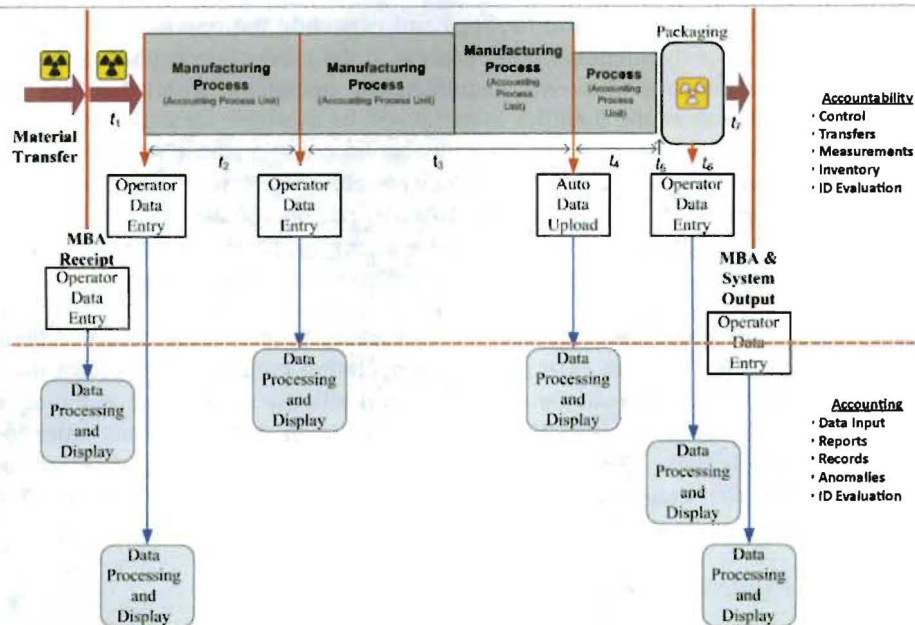 Packaging
Manufacturing
Process
(Accounting Process Unit)
Manufacturing
Process
(Accounting Process Unit)
Manufacturing
Process
(Accounting
Process
Unit)
Process
(Accounting
Process
Unit)
Material
Transfer
t1
t2
t3
t4
t5
t6
t7
Accountability
· Control
· Transfers
· Measurements
· Inventory
· ID Evaluation
Operator
Data
Entry
Operator
Data
Entry
Auto
Data
Upload
Operator
Data
Entry
MBA
Receipt
Operator
Data
Entry
MBA &
System
Output
Operator
Data
Entry
Data
Processing
and
Display
Data
Processing
and
Display
Data
Processing
and
Display
Data
Processing
and
Display
Accounting
· Data Input
· Reports
· Records
· Anomalies
· ID Evaluation
Data
Processing
and
Display
Data
Processing
and
Display